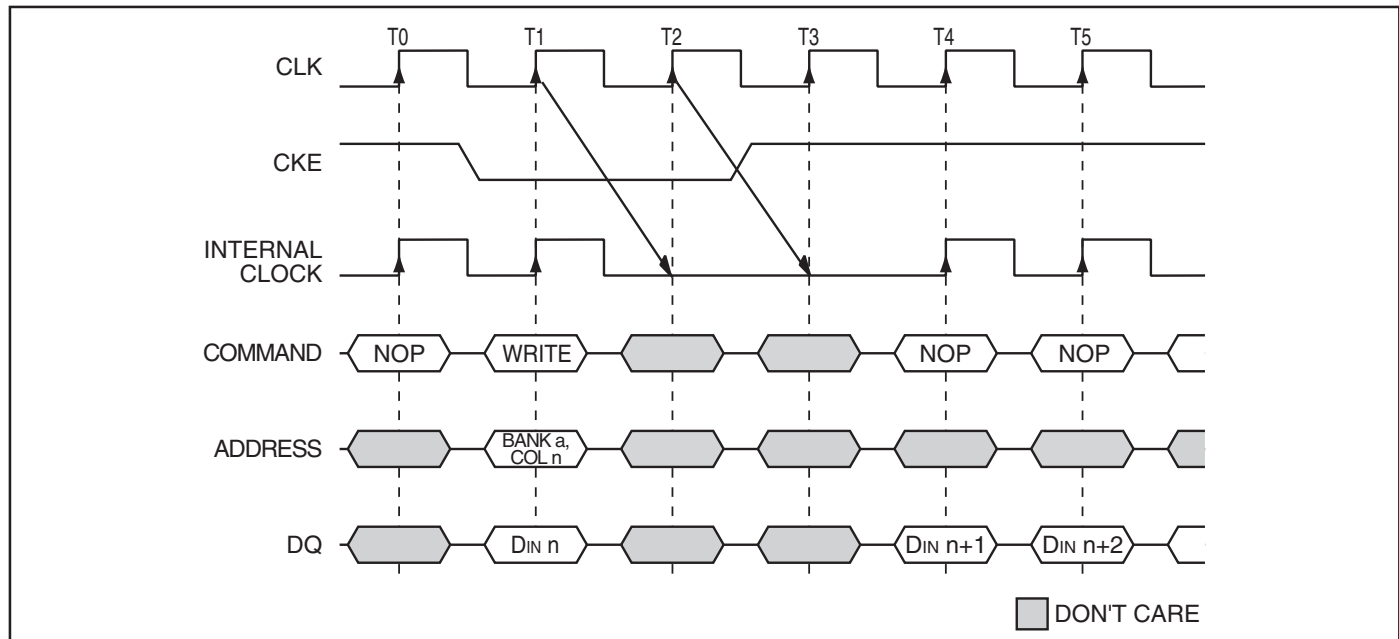 T0 T1 T2 T3 T4 T5
CLK
CKE
INTERNAL
CLOCK
COMMAND NOP WRITE NOP NOP
ADDRESS BANK a,
COL n
DQ DIN n DIN n+1 DIN n+2
DON'T CARE